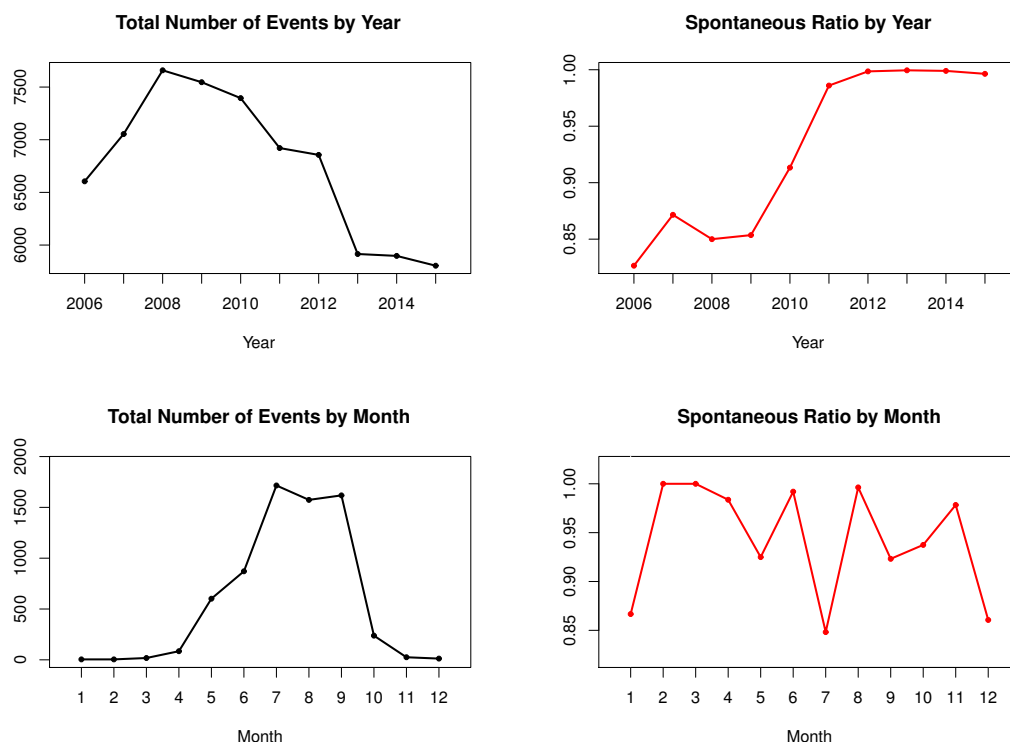 Total Number of Events by Year
7500
7000
6500
6000
2006 2008 2010 2012 2014
Year
Spontaneous Ratio by Year
1.00
0.95
0.90
0.85
2006 2008 2010 2012 2014
Year
Total Number of Events by Month
2000
1500
1000
500
0
1 2 3 4 5 6 7 8 9 10 11 12
Month
Spontaneous Ratio by Month
1.00
0.95
0.90
0.85
1 2 3 4 5 6 7 8 9 10 11 12
Month